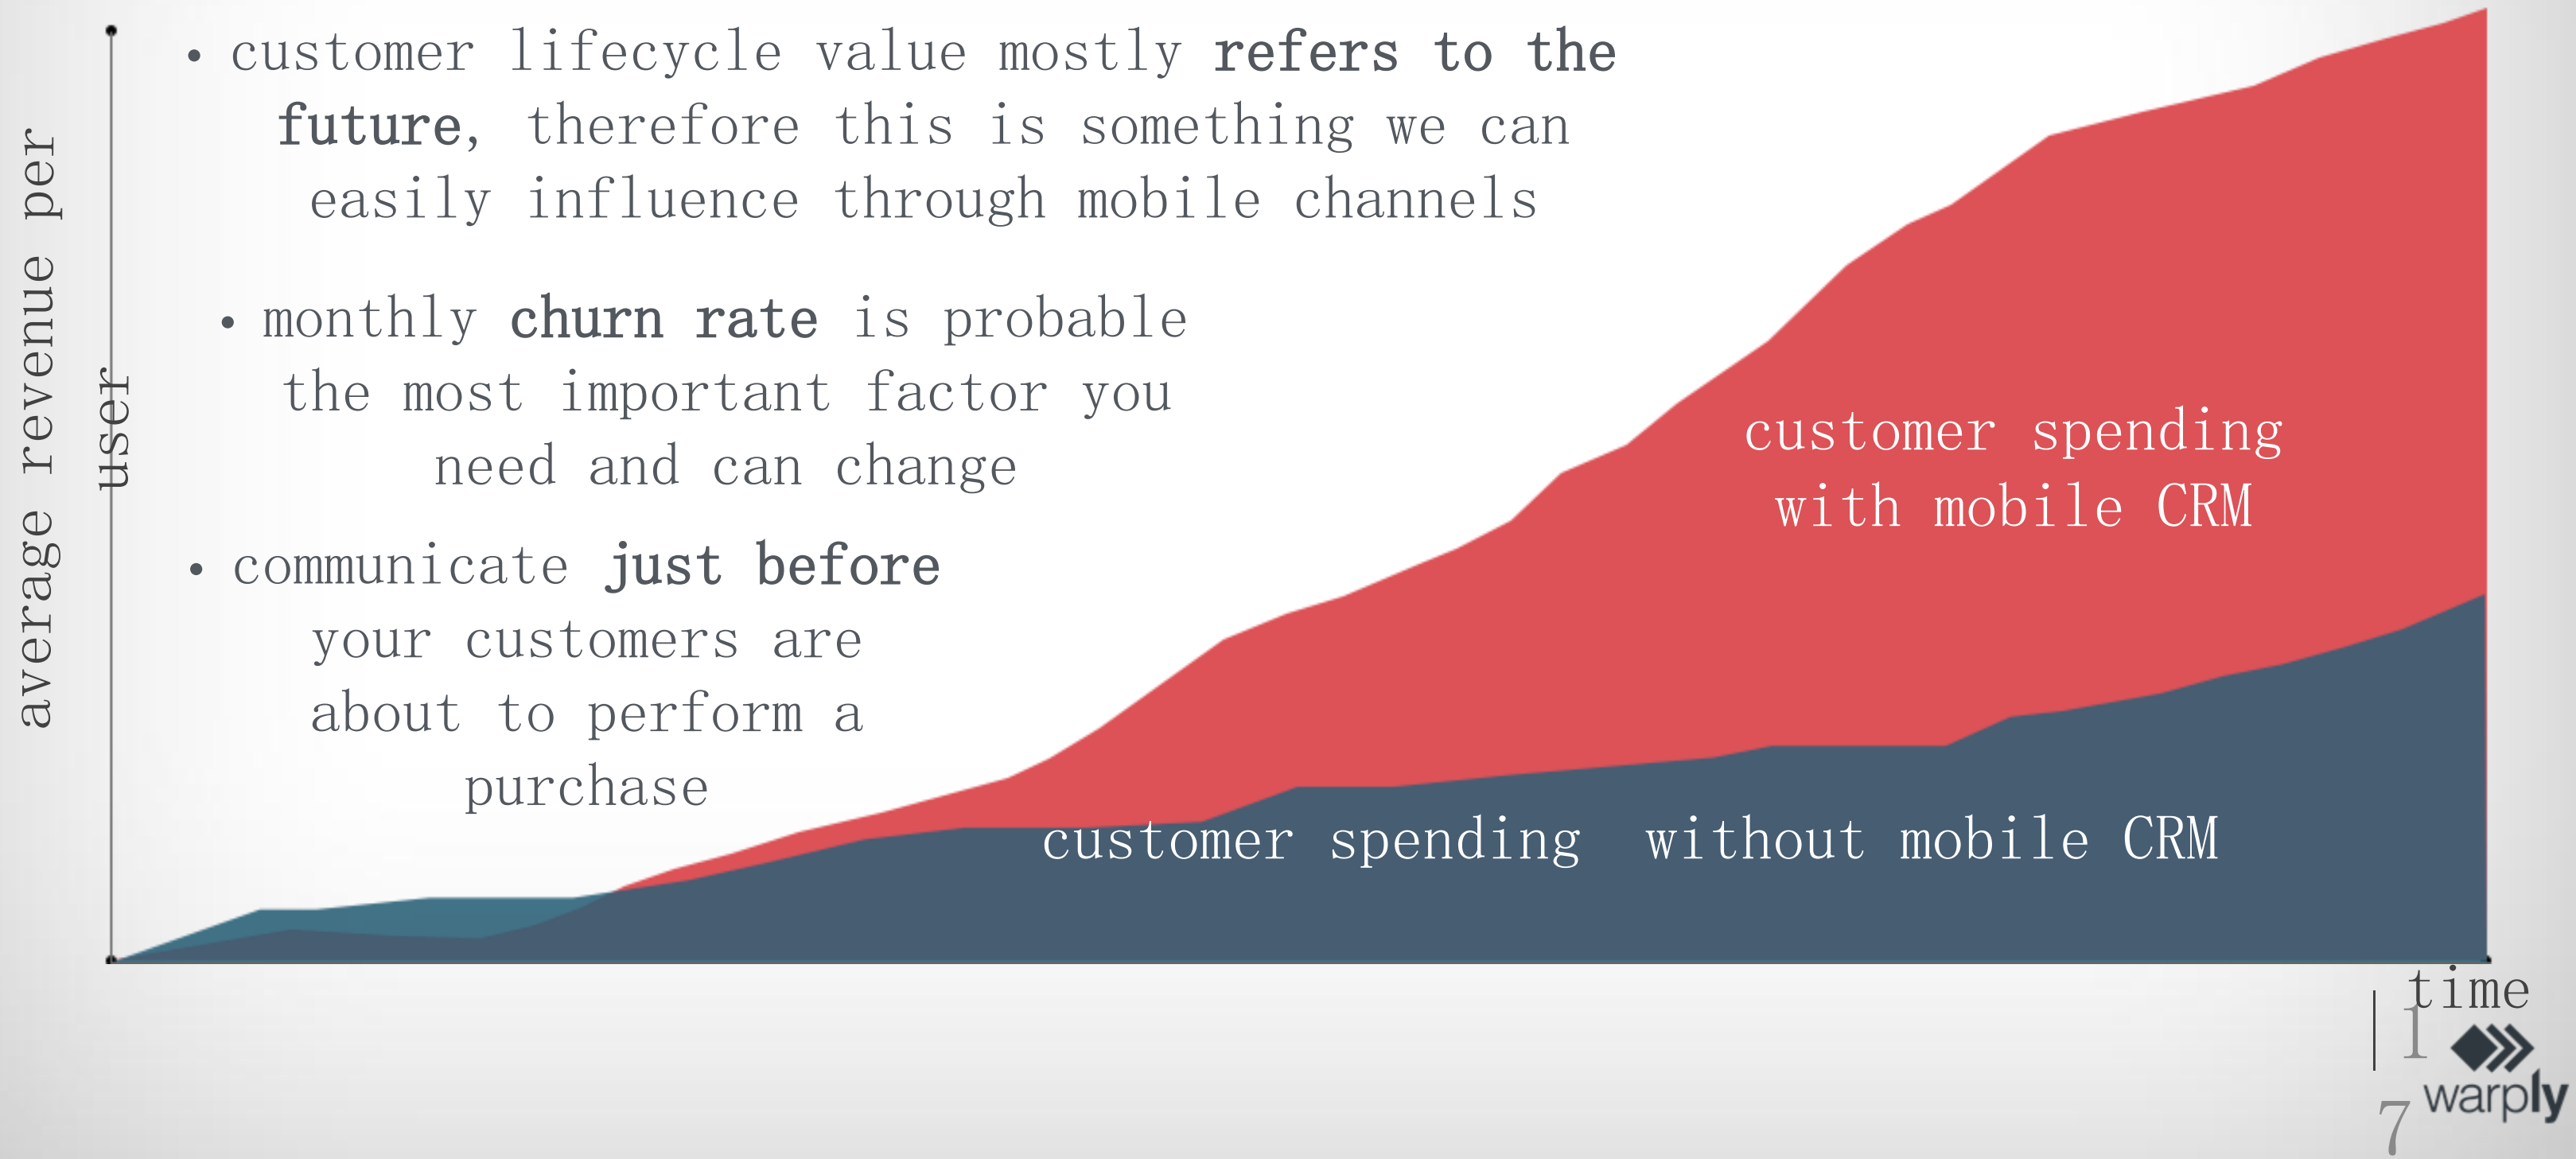 • customer lifecycle value mostly refers to the
future, therefore this is something we can
easily influence through mobile channels
• monthly churn rate is probable
the most important factor you
need and can change
• communicate just before
your customers are
about to perform a
purchase
average revenue per
user
customer spending
with mobile CRM
customer spending without mobile CRM
time
| 1
7
warply